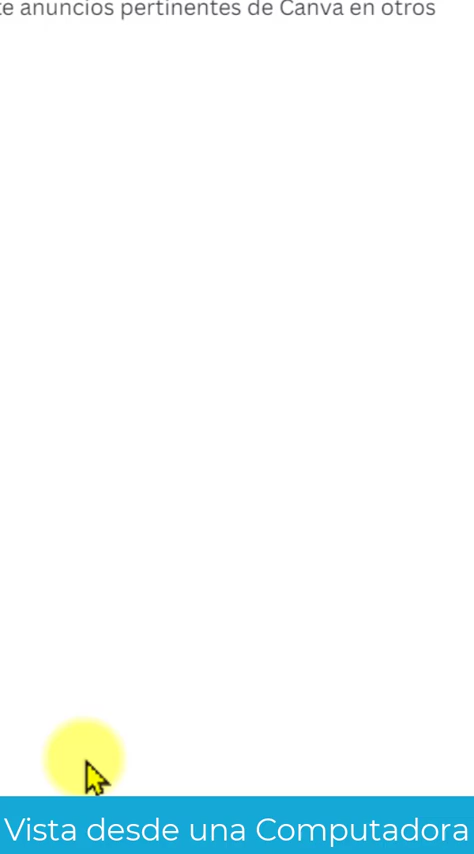 te anuncios pertinentes de Canva en otros
Vista desde una Computadora